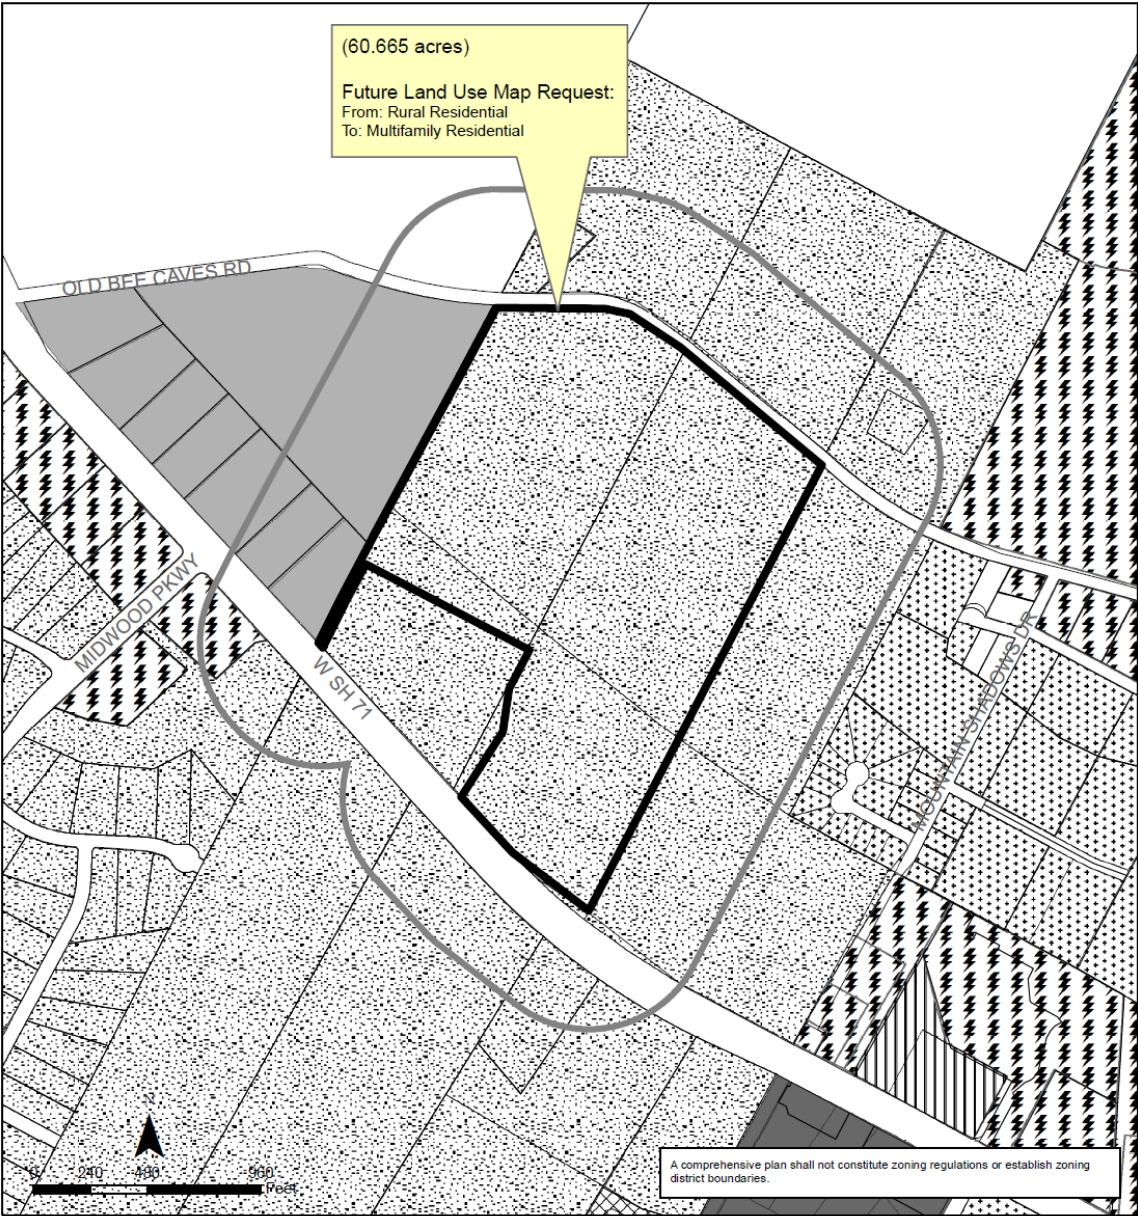 (60.665 acres)
Future Land Use Map Request:
From: Rural Residential
To: Multifamily Residential
OLD BEE CAVES RD
MIDWOOD PKWY
W SH 71
MOUNTAIN SHADOWS DR
0 240 480 960
Feet
A comprehensive plan shall not constitute zoning regulations or establish zoning
district boundaries.